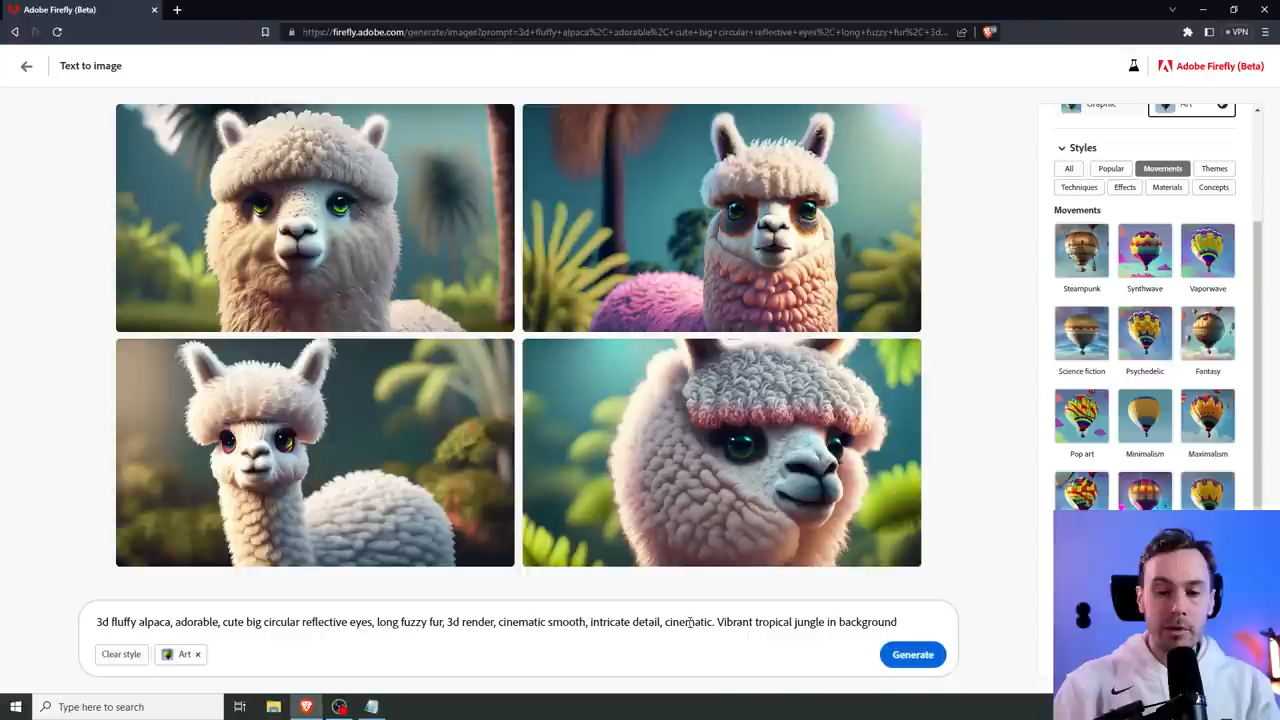 Adobe Firefly (Beta)
https://firefly.adobe.com/generate/images?prompt=3d+fluffy+alpaca%2C+adorable%2C+cute+big+circular+reflective+eyes%2C+long+fuzzy+fur%2C+3d...
VPN
Text to image
Adobe Firefly (Beta)
Graphic
Art
Styles
All
Popular
Movements
Themes
Techniques
Effects
Materials
Concepts
Movements
Steampunk
Synthwave
Vaporwave
Science fiction
Psychedelic
Fantasy
Pop art
Minimalism
Maximalism
3d fluffy alpaca, adorable, cute big circular reflective eyes, long fuzzy fur, 3d render, cinematic smooth, intricate detail, cinematic. Vibrant tropical jungle in background
Clear style
Art
Generate
Type here to search